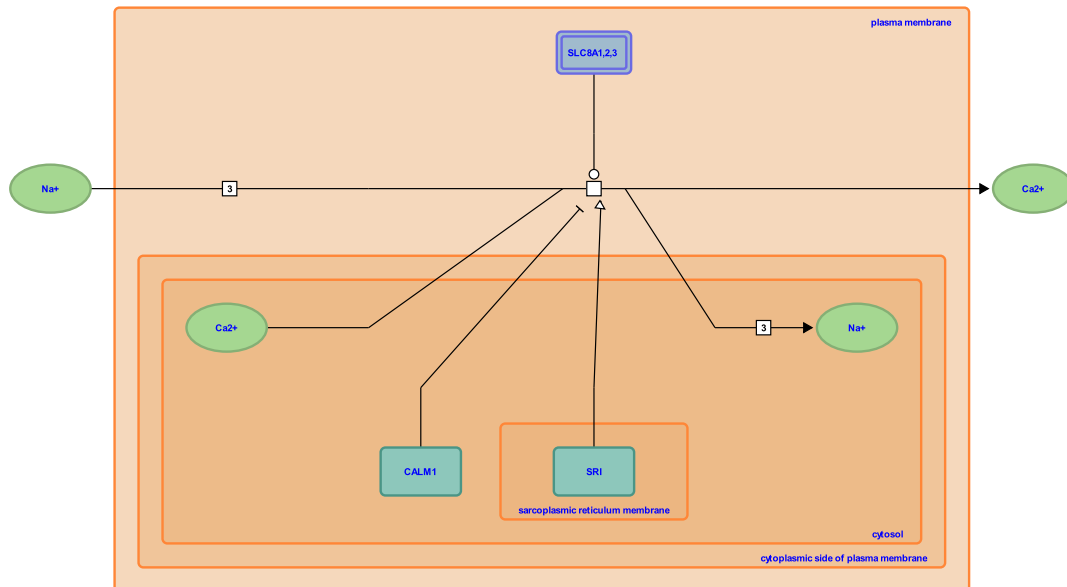 plasma membrane
SLC8A1,2,3
Na+
3
Ca2+
Ca2+
3
Na+
CALM1
SRI
sarcoplasmic reticulum membrane
cytosol
cytoplasmic side of plasma membrane